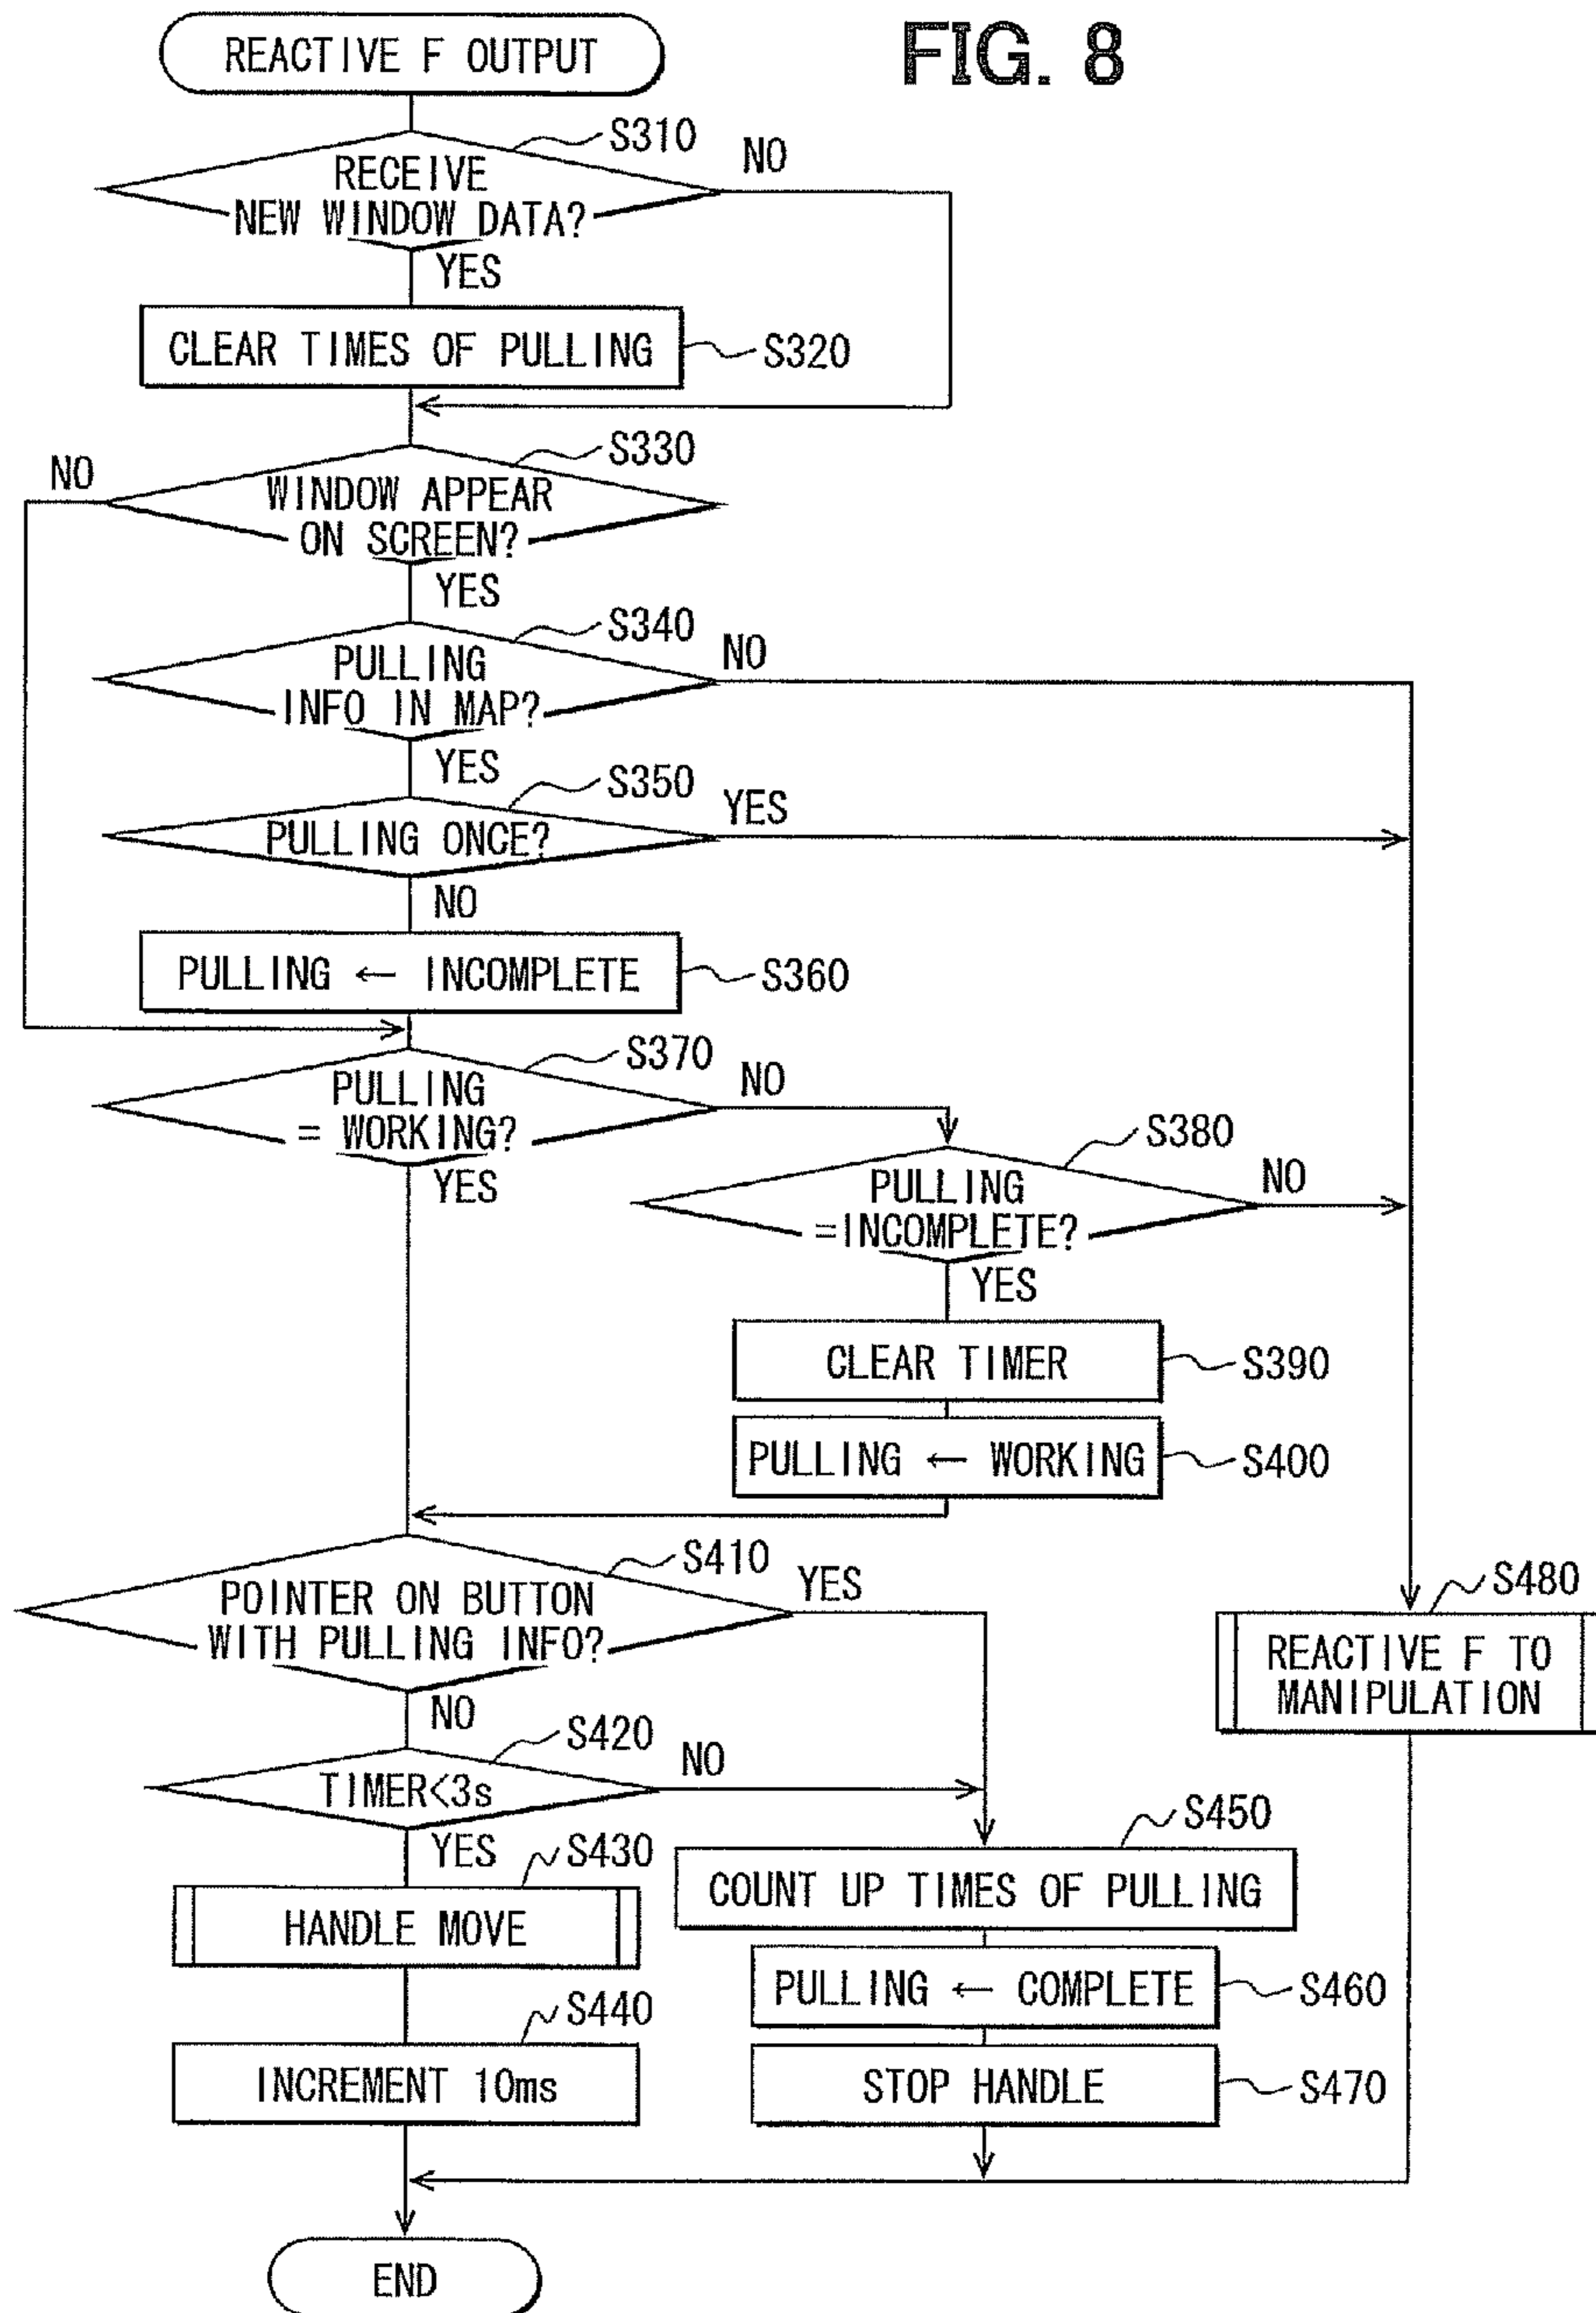 FIG. 8
REACTIVE F OUTPUT
S310
RECEIVE
NEW WINDOW DATA?
NO
YES
CLEAR TIMES OF PULLING
S320
S330
NO
WINDOW APPEAR
ON SCREEN?
YES
S340
PULLING
INFO IN MAP?
NO
YES
S350
PULLING ONCE?
YES
NO
PULLING ← INCOMPLETE
S360
S370
PULLING
= WORKING?
NO
YES
S380
PULLING
=INCOMPLETE?
NO
YES
CLEAR TIMER
S390
PULLING ← WORKING
S400
S410
POINTER ON BUTTON
WITH PULLING INFO?
YES
NO
S480
REACTIVE F TO
MANIPULATION
S420
TIMER<3s
NO
YES
S430
HANDLE MOVE
S440
INCREMENT 10ms
S450
COUNT UP TIMES OF PULLING
PULLING ← COMPLETE
S460
STOP HANDLE
S470
END